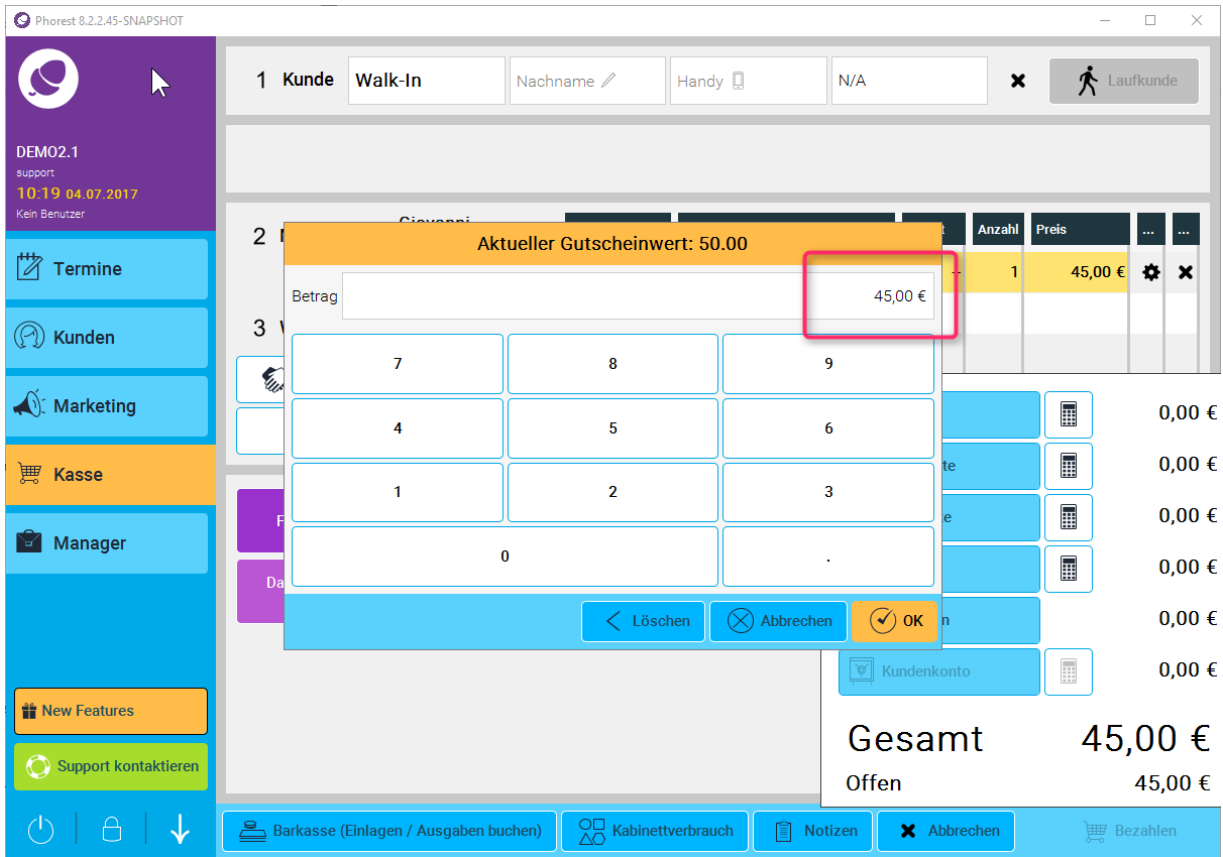 Phorest 8.2.2.45-SNAPSHOT
DEMO2.1
support
10:19 04.07.2017
Kein Benutzer
Termine
Kunden
Marketing
Kasse
Manager
New Features
Support kontaktieren
1 Kunde Walk-In Nachname Handy N/A Laufkunde
2
Anzahl Preis ... ...
1 45,00 €
3
Aktueller Gutscheinwert: 50.00
Betrag 45,00 €
7 8 9
4 5 6
1 2 3
0 .
Löschen Abbrechen OK
0,00 €
0,00 €
0,00 €
0,00 €
0,00 €
Kundenkonto 0,00 €
Gesamt 45,00 €
Offen 45,00 €
Barkasse (Einlagen / Ausgaben buchen) Kabinettverbrauch Notizen Abbrechen Bezahlen